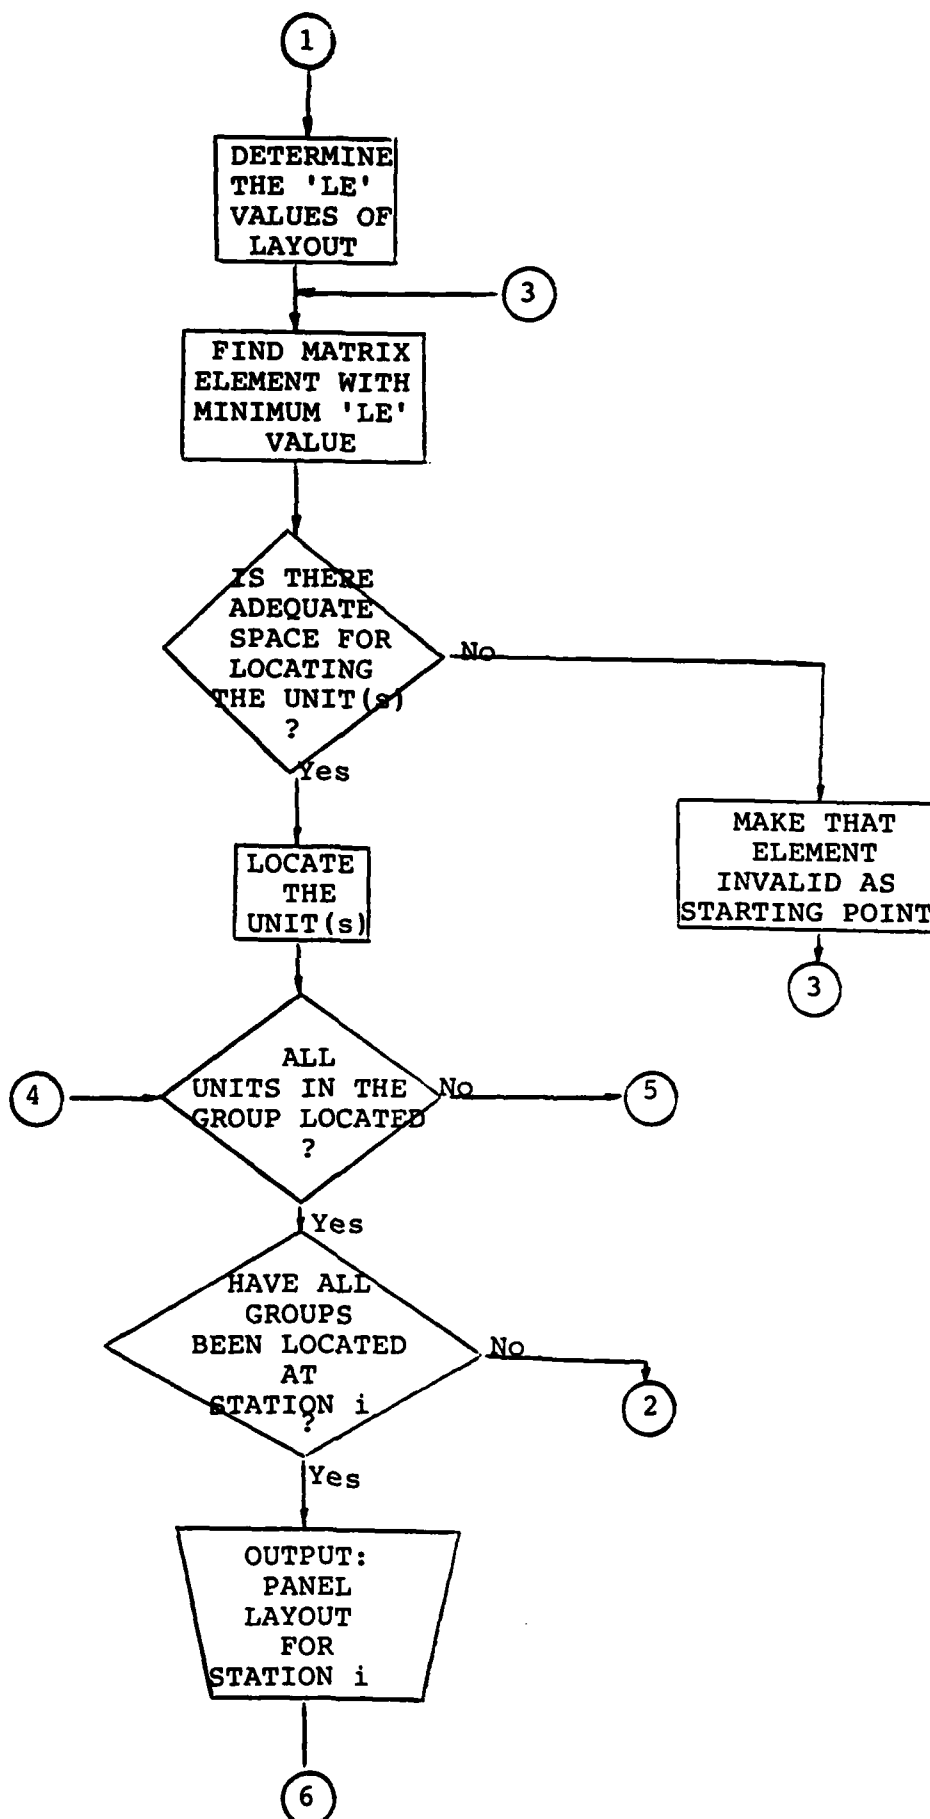 1
DETERMINE
THE 'LE'
VALUES OF
LAYOUT
3
FIND MATRIX
ELEMENT WITH
MINIMUM 'LE'
VALUE
IS THERE
ADEQUATE
SPACE FOR
LOCATING
THE UNIT(s)
?
No
Yes
MAKE THAT
ELEMENT
INVALID AS
STARTING POINT
3
LOCATE
THE
UNIT(s)
4
ALL
UNITS IN THE
GROUP LOCATED
?
No
5
Yes
HAVE ALL
GROUPS
BEEN LOCATED
AT
STATION i
?
No
2
Yes
OUTPUT:
PANEL
LAYOUT
FOR
STATION i
6